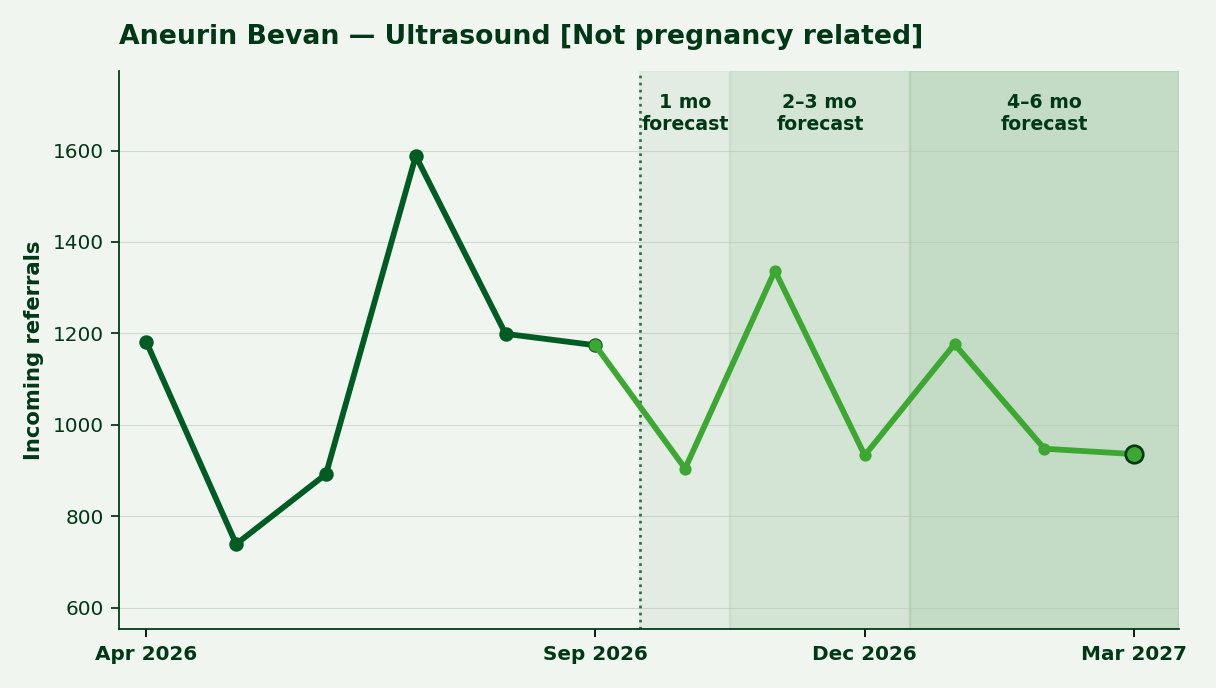 Aneurin Bevan — Ultrasound [Not pregnancy related]
1 mo
forecast
2–3 mo
forecast
4–6 mo
forecast
Incoming referrals
1600
1400
1200
1000
800
600
Apr 2026
Sep 2026
Dec 2026
Mar 2027